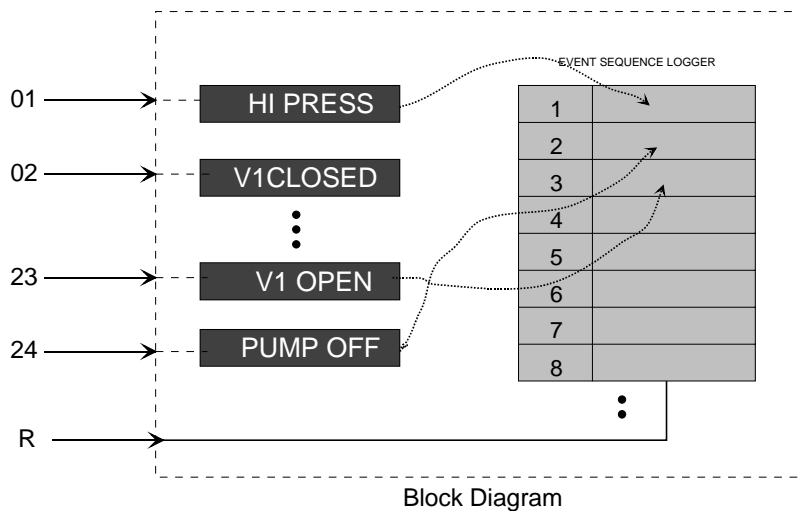 EVENT SEQUENCE LOGGER
01
HI PRESS
1
2
02
V1CLOSED
3
4
5
23
V1 OPEN
6
7
24
PUMP OFF
8
R
Block Diagram